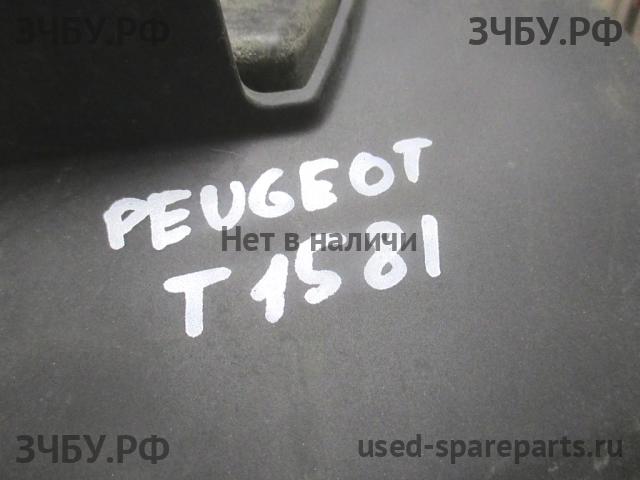 ЗЧБУ.РФ ЗЧБУ.РФ
PEUGEOT
Нет в наличи
T 1581
ЗЧБУ.РФ used-spareparts.ru